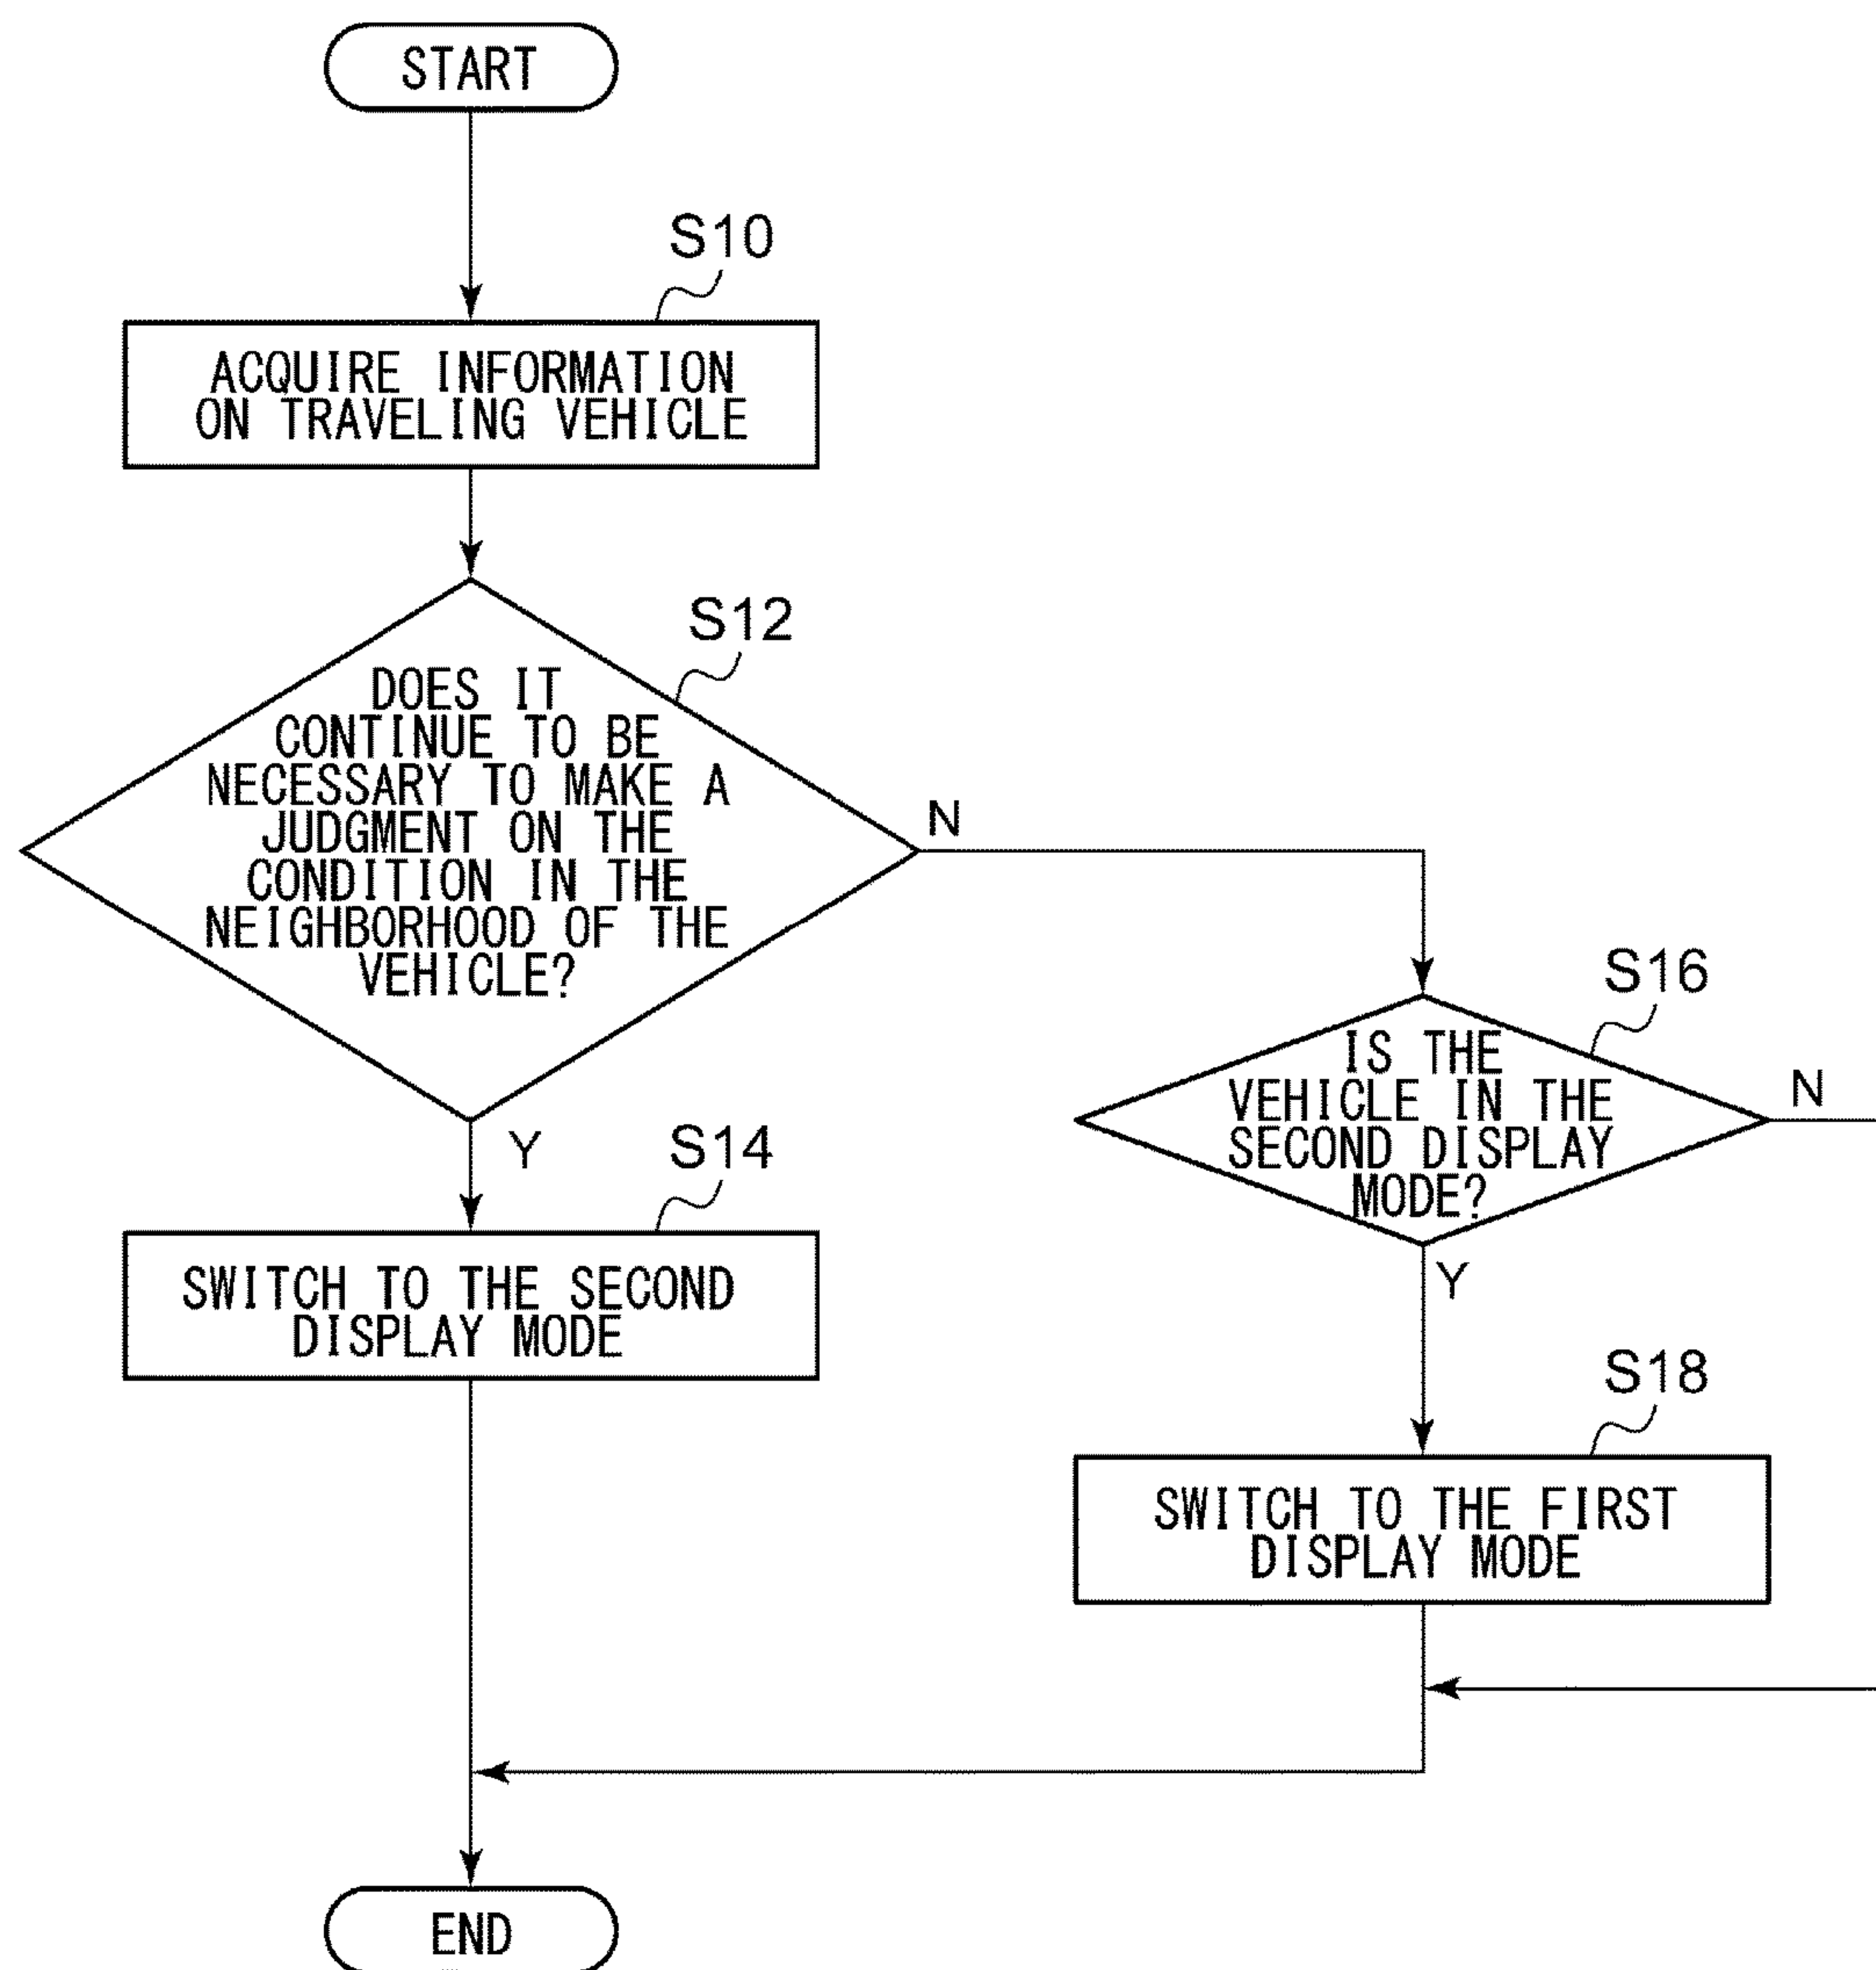 START
S10
ACQUIRE INFORMATION
ON TRAVELING VEHICLE
S12
DOES IT
CONTINUE TO BE
NECESSARY TO MAKE A
JUDGMENT ON THE
CONDITION IN THE
NEIGHBORHOOD OF THE
VEHICLE?
N
Y
S14
SWITCH TO THE SECOND
DISPLAY MODE
S16
IS THE
VEHICLE IN THE
SECOND DISPLAY
MODE?
N
Y
S18
SWITCH TO THE FIRST
DISPLAY MODE
END